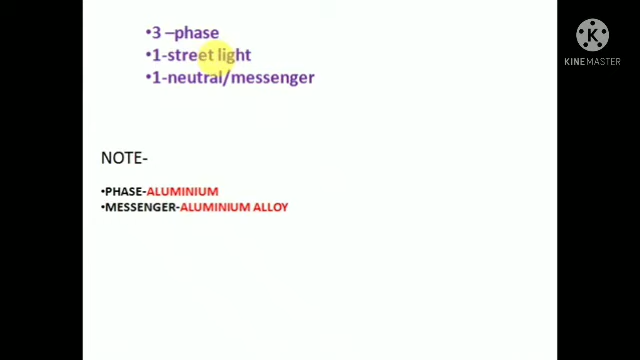 •3 –phase
•1-street light
•1-neutral/messenger
NOTE-
•PHASE-ALUMINIUM
•MESSENGER-ALUMINIUM ALLOY
KINEMASTER